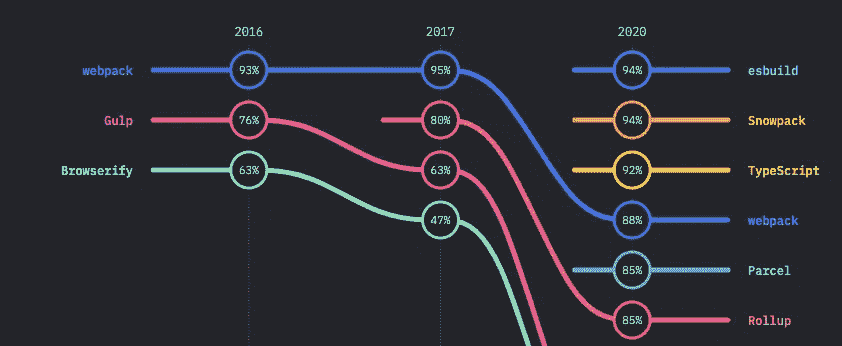 2016 2017 2020
webpack 93% 95% 94% esbuild
Gulp 76% 80% 94% Snowpack
Browserify 63% 63% 92% TypeScript
47% 88% webpack
85% Parcel
85% Rollup